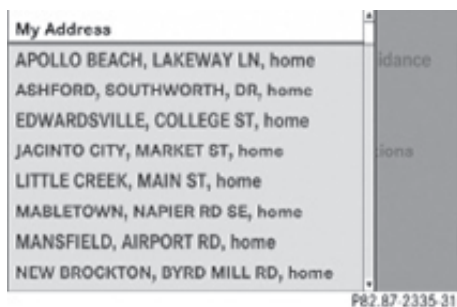 My Address
APOLLO BEACH, LAKEWAY LN, home
idance
ASHFORD, SOUTHWORTH, DR, home
EDWARDSVILLE, COLLEGE ST, home
JACINTO CITY, MARKET ST, home
ions
LITTLE CREEK, MAIN ST, home
MABLETOWN, NAPIER RD SE, home
MANSFIELD, AIRPORT RD, home
NEW BROCKTON, BYRD MILL RD, home
P82.87-2335-31